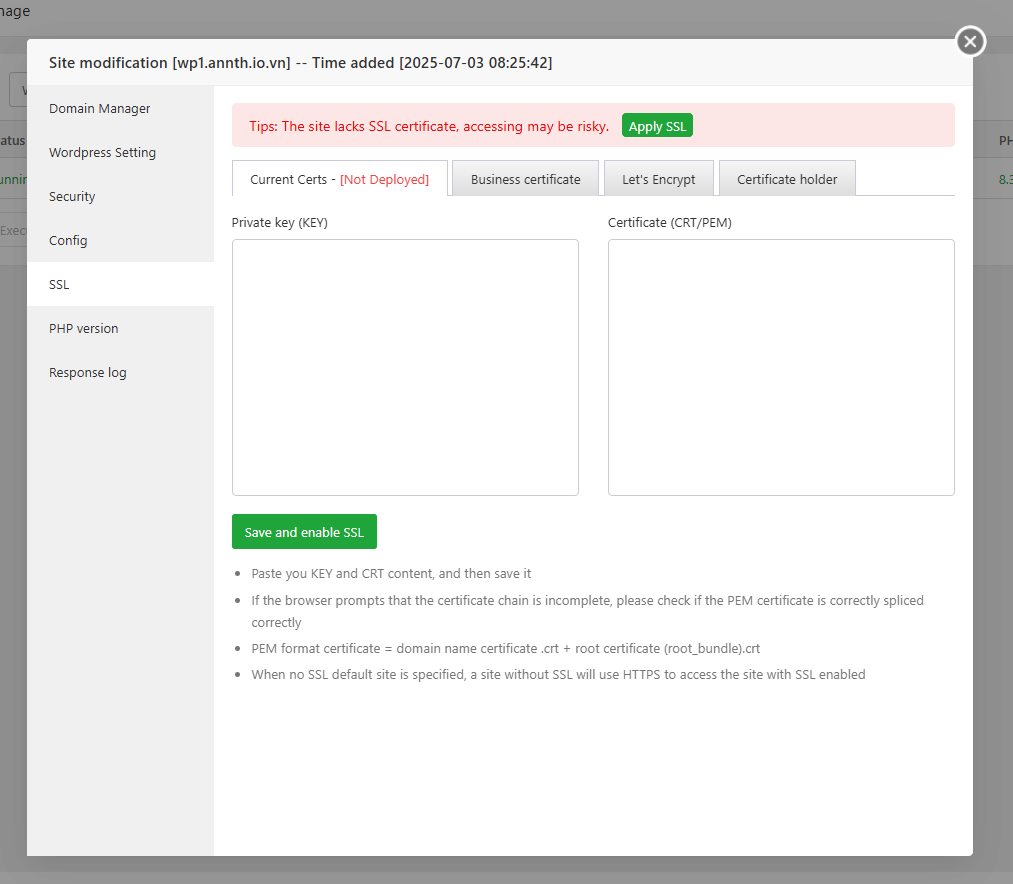 nage
Site modification [wp1.annth.io.vn] -- Time added [2025-07-03 08:25:42]
Domain Manager
Wordpress Setting
Security
Config
SSL
PHP version
Response log
Tips: The site lacks SSL certificate, accessing may be risky. Apply SSL
Current Certs - [Not Deployed] Business certificate Let's Encrypt Certificate holder
Private key (KEY) Certificate (CRT/PEM)
Save and enable SSL
Paste you KEY and CRT content, and then save it
If the browser prompts that the certificate chain is incomplete, please check if the PEM certificate is correctly spliced
correctly
PEM format certificate = domain name certificate .crt + root certificate (root_bundle).crt
When no SSL default site is specified, a site without SSL will use HTTPS to access the site with SSL enabled
atus
unnin
Exec
PH
8.3